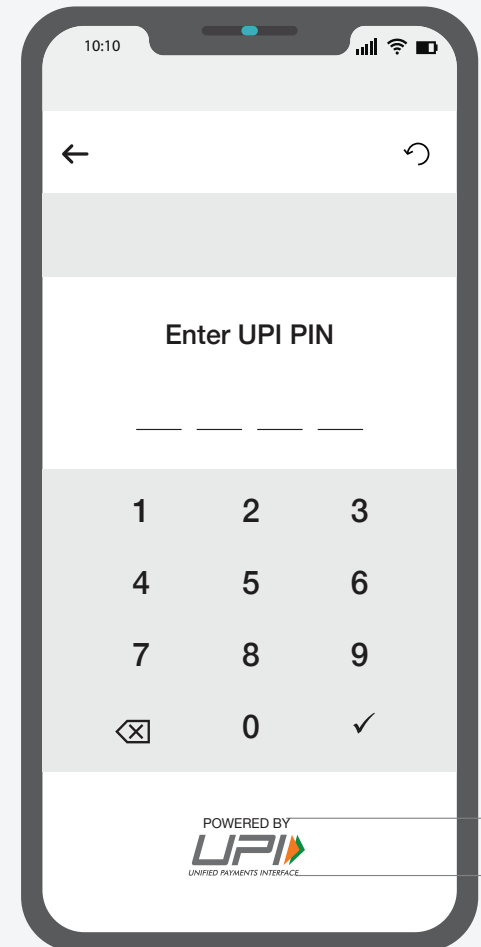 10:10
Enter UPI PIN
1 2 3
4 5 6
7 8 9
0
POWERED BY
UPI
UNIFIED PAYMENTS INTERFACE